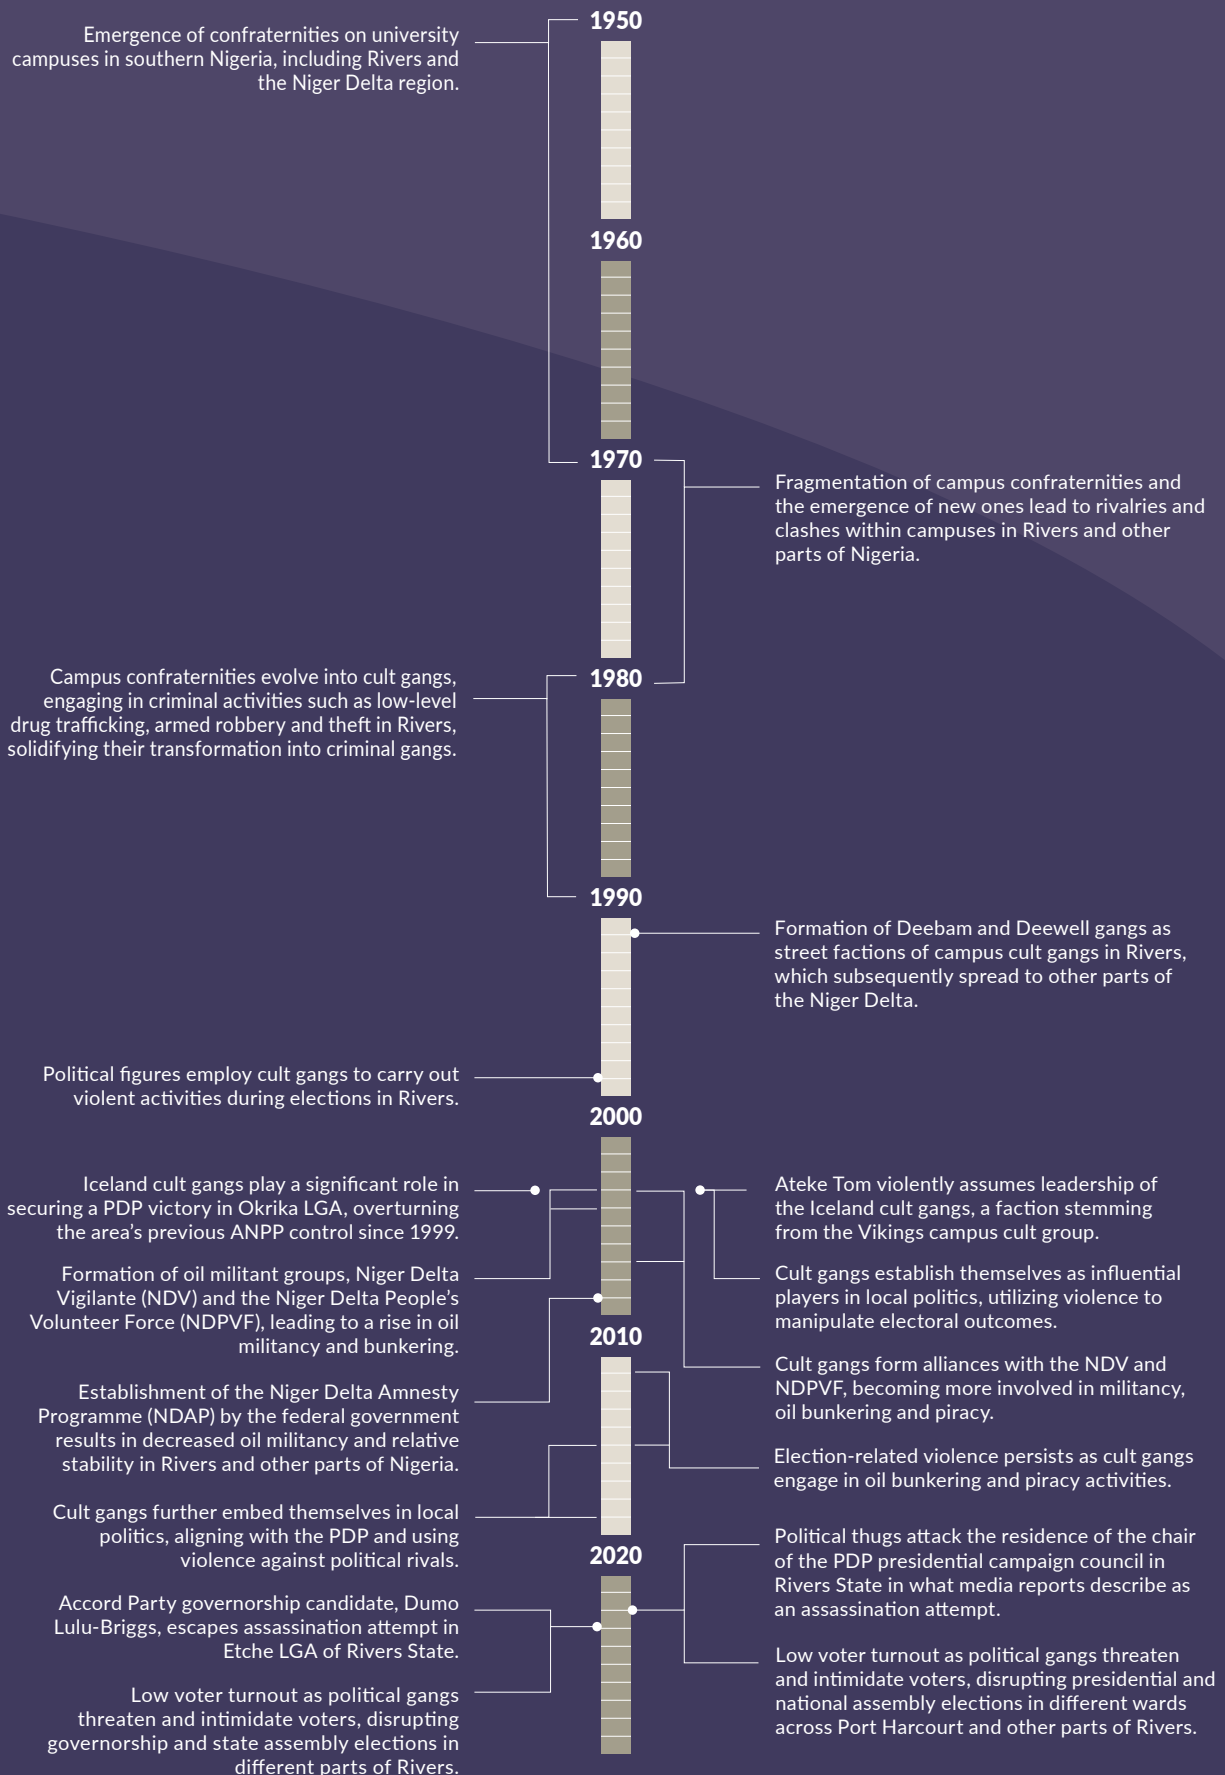 1950
Emergence of confraternities on university
campuses in southern Nigeria, including Rivers and
the Niger Delta region.
1960
1970
Fragmentation of campus confraternities and
the emergence of new ones lead to rivalries and
clashes within campuses in Rivers and other
parts of Nigeria.
1980
Campus confraternities evolve into cult gangs,
engaging in criminal activities such as low-level
drug trafficking, armed robbery and theft in Rivers,
solidifying their transformation into criminal gangs.
1990
Formation of Deebam and Deewell gangs as
street factions of campus cult gangs in Rivers,
which subsequently spread to other parts of
the Niger Delta.
Political figures employ cult gangs to carry out
violent activities during elections in Rivers.
2000
Iceland cult gangs play a significant role in
securing a PDP victory in Okrika LGA, overturning
the area’s previous ANPP control since 1999.
Ateke Tom violently assumes leadership of
the Iceland cult gangs, a faction stemming
from the Vikings campus cult group.
Formation of oil militant groups, Niger Delta
Vigilante (NDV) and the Niger Delta People’s
Volunteer Force (NDPVF), leading to a rise in oil
militancy and bunkering.
Cult gangs establish themselves as influential
players in local politics, utilizing violence to
manipulate electoral outcomes.
2010
Cult gangs form alliances with the NDV and
NDPVF, becoming more involved in militancy,
oil bunkering and piracy.
Establishment of the Niger Delta Amnesty
Programme (NDAP) by the federal government
results in decreased oil militancy and relative
stability in Rivers and other parts of Nigeria.
Election-related violence persists as cult gangs
engage in oil bunkering and piracy activities.
Cult gangs further embed themselves in local
politics, aligning with the PDP and using
violence against political rivals.
2020
Political thugs attack the residence of the chair
of the PDP presidential campaign council in
Rivers State in what media reports describe as
an assassination attempt.
Accord Party governorship candidate, Dumo
Lulu-Briggs, escapes assassination attempt in
Etche LGA of Rivers State.
Low voter turnout as political gangs threaten
and intimidate voters, disrupting presidential and
national assembly elections in different wards
across Port Harcourt and other parts of Rivers.
Low voter turnout as political gangs
threaten and intimidate voters, disrupting
governorship and state assembly elections in
different parts of Rivers.